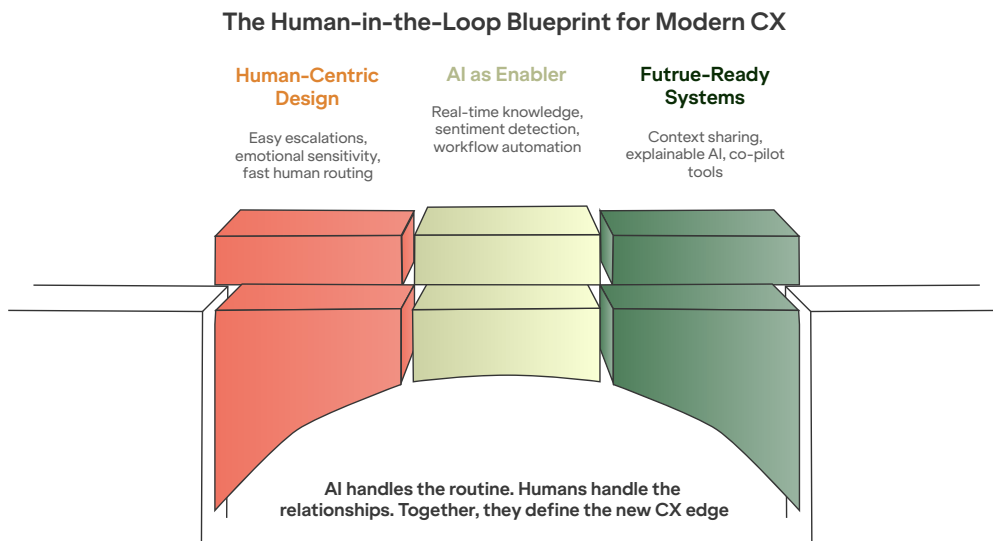 The Human-in-the-Loop Blueprint for Modern CX
Human-Centric
Design
Easy escalations,
emotional sensitivity,
fast human routing
AI as Enabler
Real-time knowledge,
sentiment detection,
workflow automation
Futrue-Ready
Systems
Context sharing,
explainable AI, co-pilot
tools
AI handles the routine. Humans handle the
relationships. Together, they define the new CX edge